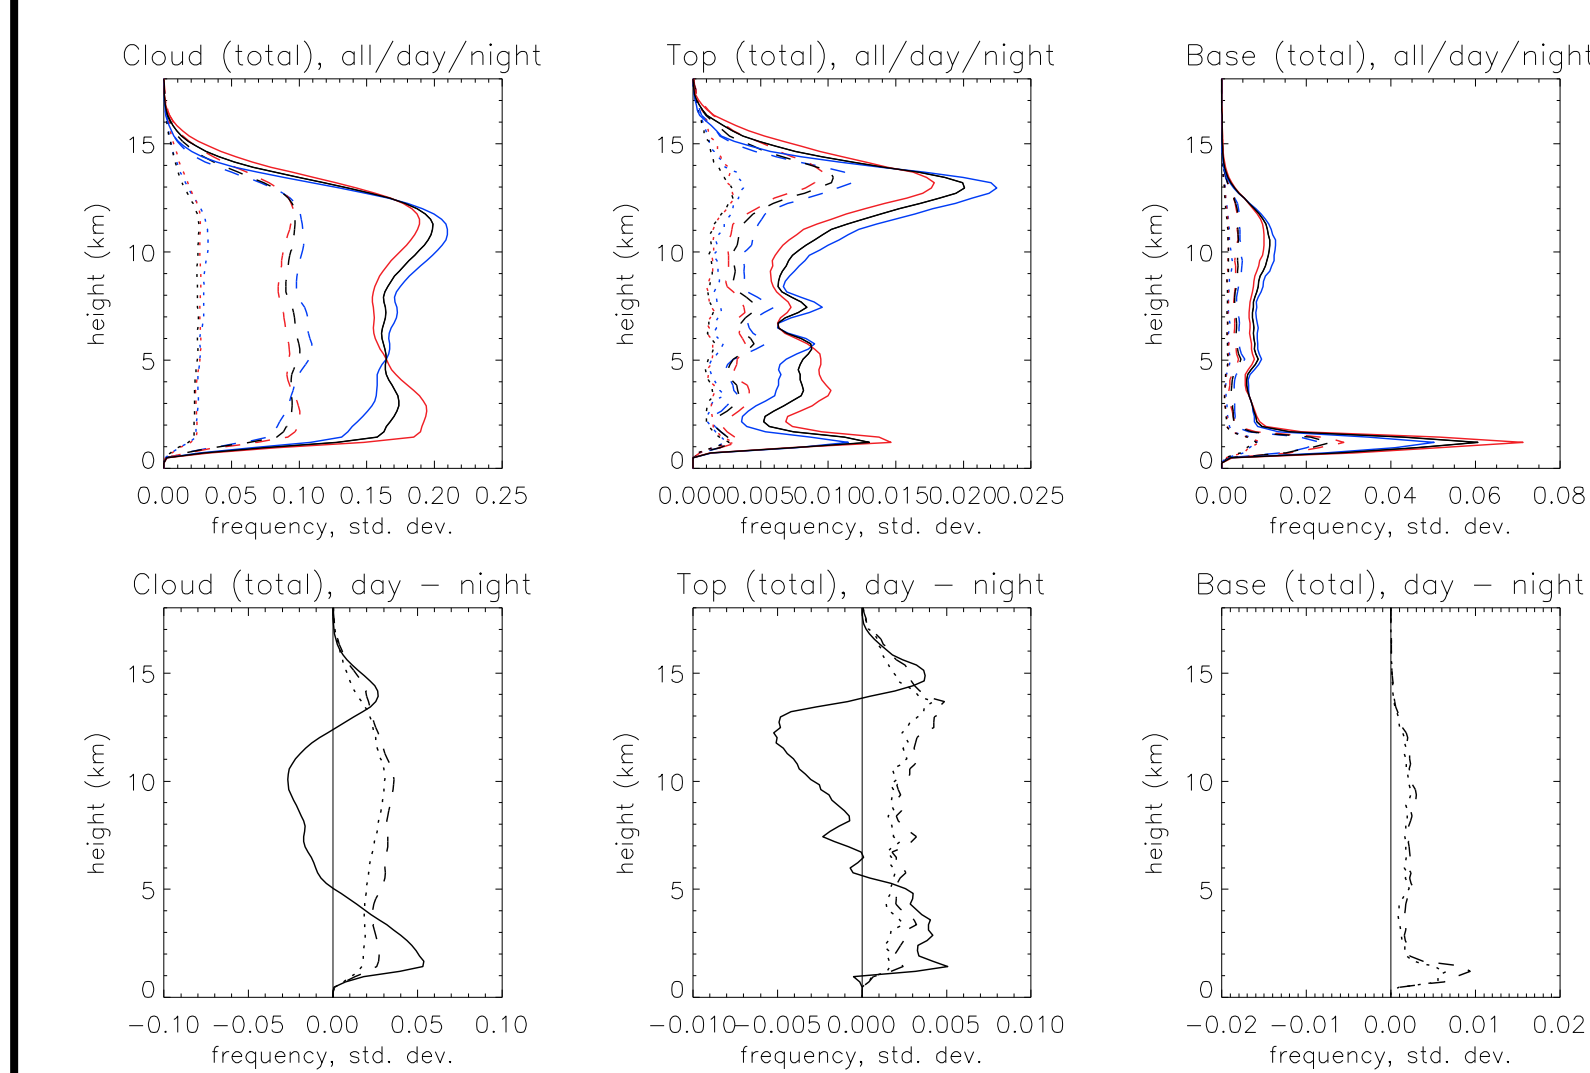 Cloud (total), all/day/night
Top (total), all/day/night
Base (total), all/day/night
height (km)
15
10
5
0
0.00 0.05 0.10 0.15 0.20 0.25
frequency, std. dev.
height (km)
15
10
5
0
0.0000 0.0050 0.0100 0.0150 0.0200 0.025
frequency, std. dev.
height (km)
15
10
5
0
0.00 0.02 0.04 0.06 0.08
frequency, std. dev.
Cloud (total), day − night
Top (total), day − night
Base (total), day − night
height (km)
15
10
5
0
−0.10 −0.05 0.00 0.05 0.10
frequency, std. dev.
height (km)
15
10
5
0
−0.010 −0.005 0.000 0.005 0.010
frequency, std. dev.
height (km)
15
10
5
0
−0.02 −0.01 0.00 0.01 0.02
frequency, std. dev.